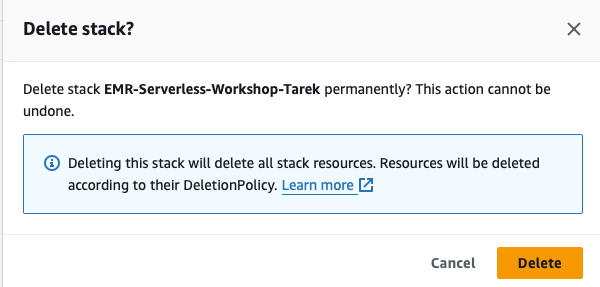 Delete stack?
Delete stack EMR-Serverless-Workshop-Tarek permanently? This action cannot be
undone.
Deleting this stack will delete all stack resources. Resources will be deleted
according to their DeletionPolicy. Learn more
Cancel
Delete